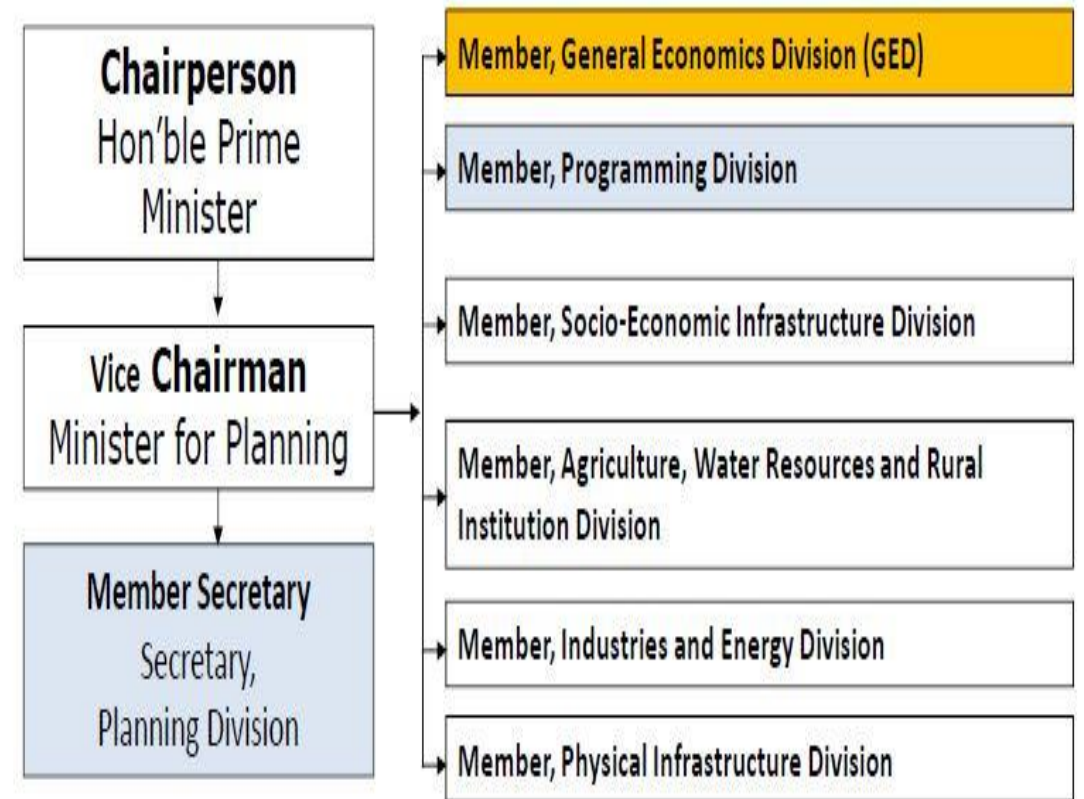 Chairperson
Hon'ble Prime
Minister
Vice Chairman
Minister for Planning
Member Secretary
Secretary,
Planning Division
Member, General Economics Division (GED)
Member, Programming Division
Member, Socio-Economic Infrastructure Division
Member, Agriculture, Water Resources and Rural
Institution Division
Member, Industries and Energy Division
Member, Physical Infrastructure Division